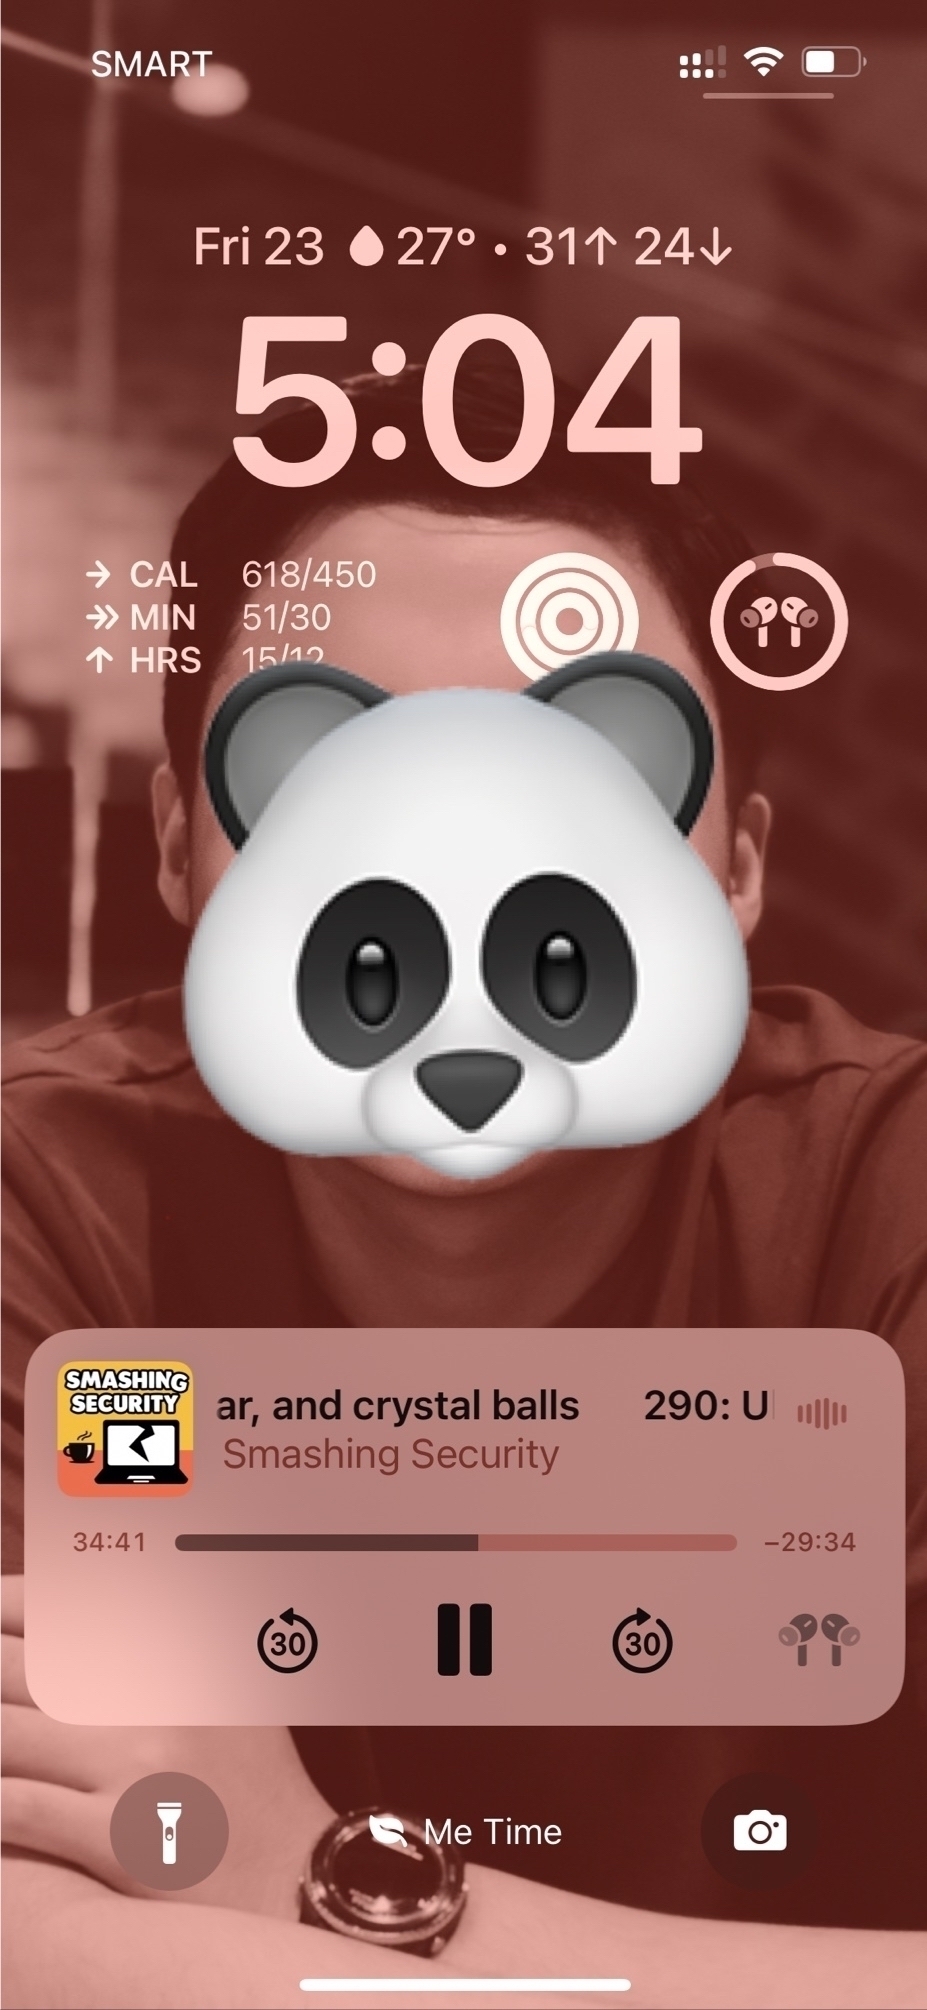 SMART
Fri 23 27° • 31↑ 24↓
5:04
→ CAL 618/450
↠ MIN 51/30
↑ HRS 15/12
SMASHING
SECURITY
ar, and crystal balls 290: U
Smashing Security
34:41 −29:34
30 30
Me Time